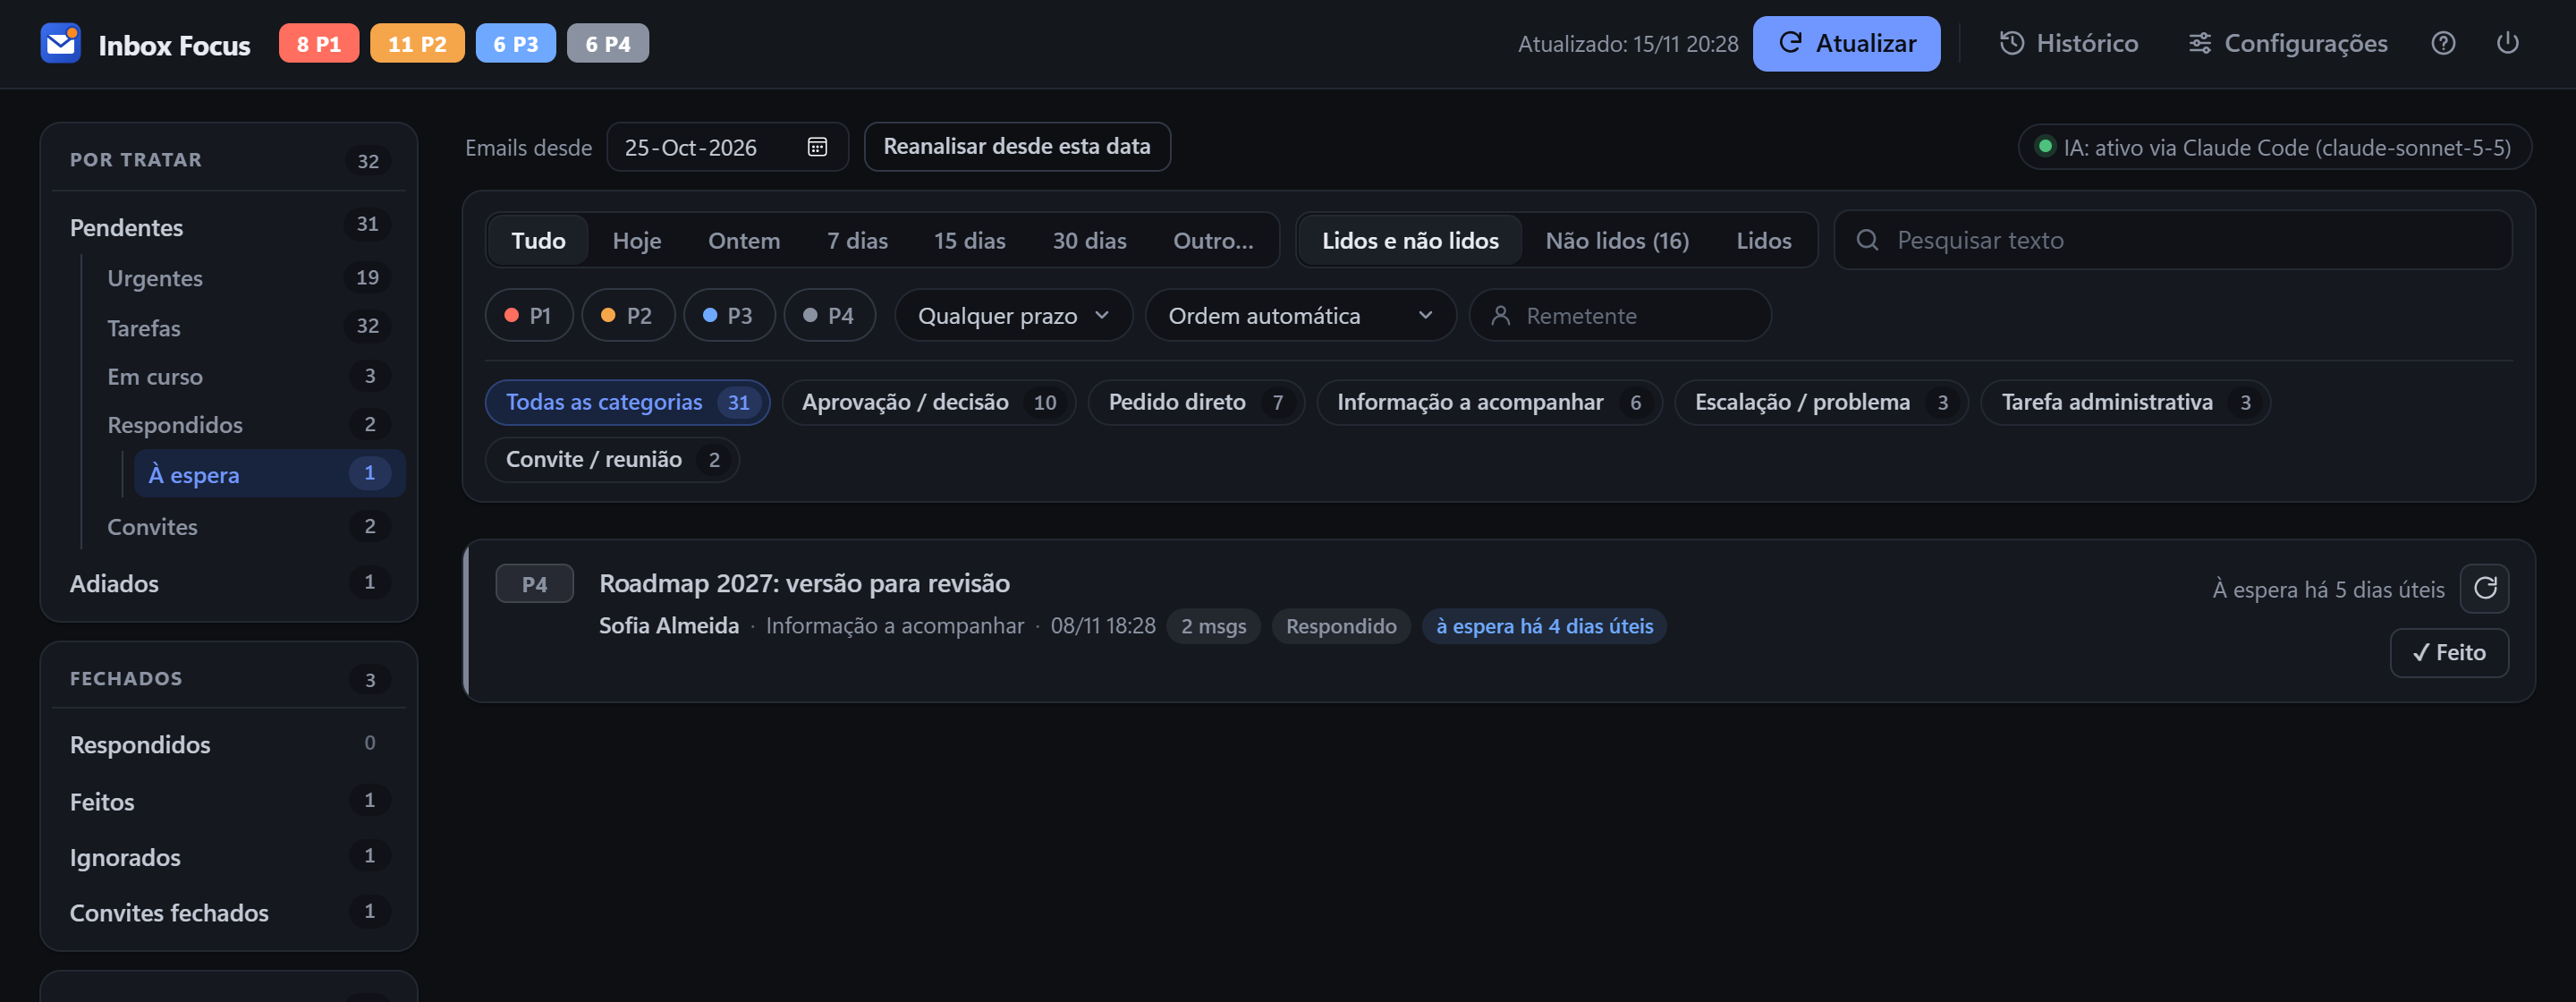 Inbox Focus 8 P1 11 P2 6 P3 6 P4 Atualizado: 15/11 20:28 Atualizar Histórico Configurações
POR TRATAR 32
Pendentes 31
Urgentes 19
Tarefas 32
Em curso 3
Respondidos 2
À espera 1
Convites 2
Adiados 1
FECHADOS 3
Respondidos 0
Feitos 1
Ignorados 1
Convites fechados 1
Emails desde 25-Oct-2026 Reanalisar desde esta data IA: ativo via Claude Code (claude-sonnet-5-5)
Tudo Hoje Ontem 7 dias 15 dias 30 dias Outro... Lidos e não lidos Não lidos (16) Lidos Pesquisar texto
P1 P2 P3 P4 Qualquer prazo Ordem automática Remetente
Todas as categorias 31 Aprovação / decisão 10 Pedido direto 7 Informação a acompanhar 6 Escalação / problema 3 Tarefa administrativa 3
Convite / reunião 2
P4 Roadmap 2027: versão para revisão À espera há 5 dias úteis
Sofia Almeida · Informação a acompanhar · 08/11 18:28 2 msgs Respondido à espera há 4 dias úteis
✓ Feito